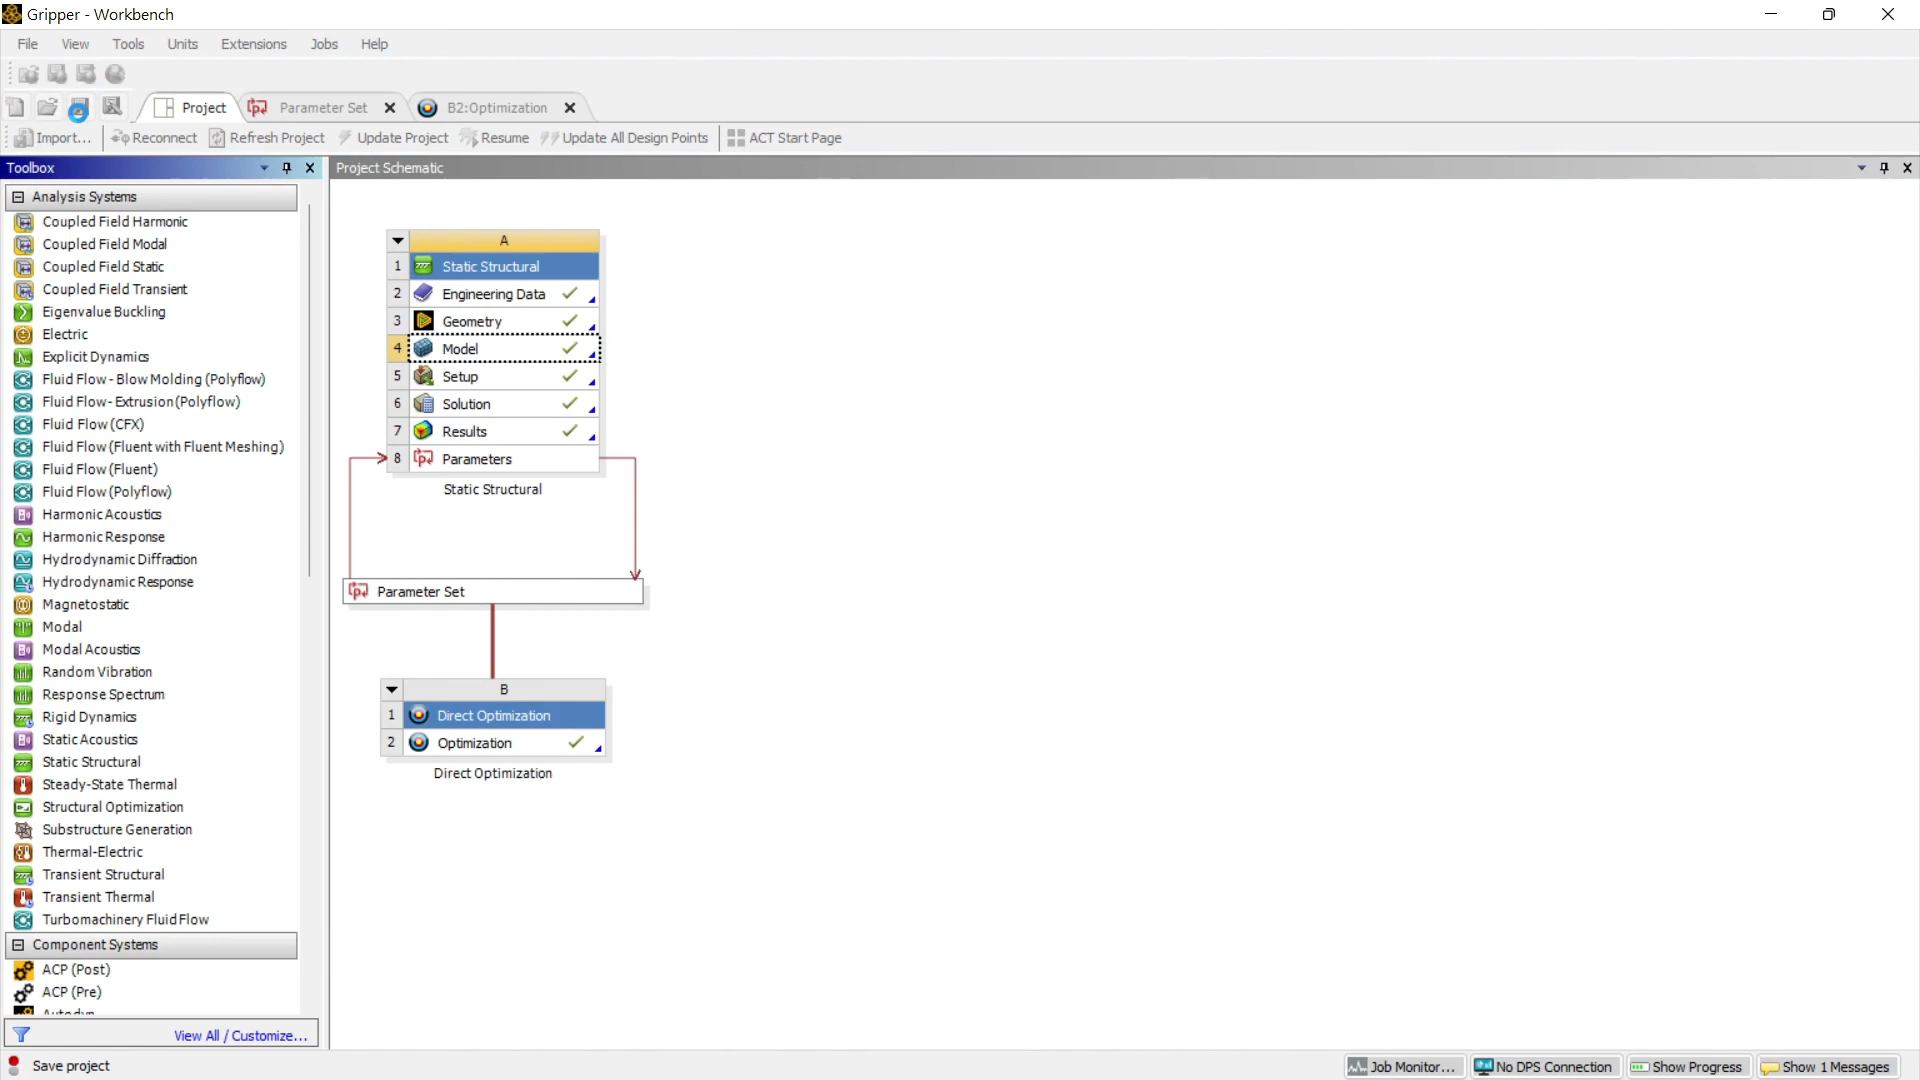 Gripper - Workbench
File View Tools Units Extensions Jobs Help
Project Parameter Set B2:Optimization
Import... Reconnect Refresh Project Update Project Resume Update All Design Points ACT Start Page
Toolbox
Project Schematic
Analysis Systems
Coupled Field Harmonic
Coupled Field Modal
Coupled Field Static
Coupled Field Transient
Eigenvalue Buckling
Electric
Explicit Dynamics
Fluid Flow - Blow Molding (Polyflow)
Fluid Flow- Extrusion (Polyflow)
Fluid Flow (CFX)
Fluid Flow (Fluent with Fluent Meshing)
Fluid Flow (Fluent)
Fluid Flow (Polyflow)
Harmonic Acoustics
Harmonic Response
Hydrodynamic Diffraction
Hydrodynamic Response
Magnetostatic
Modal
Modal Acoustics
Random Vibration
Response Spectrum
Rigid Dynamics
Static Acoustics
Static Structural
Steady-State Thermal
Structural Optimization
Substructure Generation
Thermal-Electric
Transient Structural
Transient Thermal
Turbomachinery Fluid Flow
Component Systems
ACP (Post)
ACP (Pre)
View All / Customize...
A
1 Static Structural
2 Engineering Data
3 Geometry
4 Model
5 Setup
6 Solution
7 Results
8 Parameters
Static Structural
Parameter Set
B
1 Direct Optimization
2 Optimization
Direct Optimization
Save project
Job Monitor... No DPS Connection Show Progress Show 1 Messages